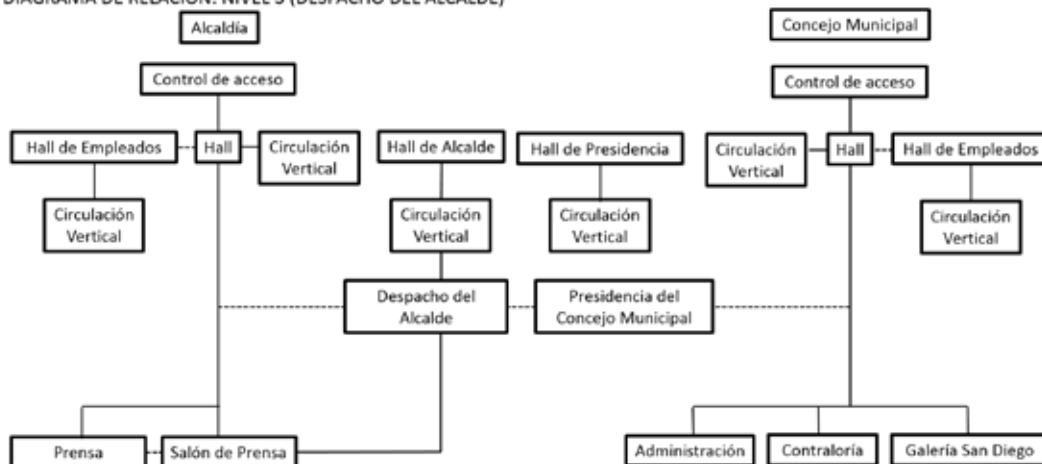 DIAGRAMA DE RELACIÓN: NIVEL 5 (DESPACHO DEL ALCALDE)
Alcaldía
Concejo Municipal
Control de acceso
Control de acceso
Hall de Empleados
Hall
Circulación
Vertical
Hall de Alcalde
Hall de Presidencia
Circulación
Vertical
Hall
Hall de Empleados
Circulación
Vertical
Circulación
Vertical
Circulación
Vertical
Circulación
Vertical
Despacho del
Alcalde
Presidencia del
Concejo Municipal
Prensa
Salón de Prensa
Administración
Contraloría
Galería San Diego